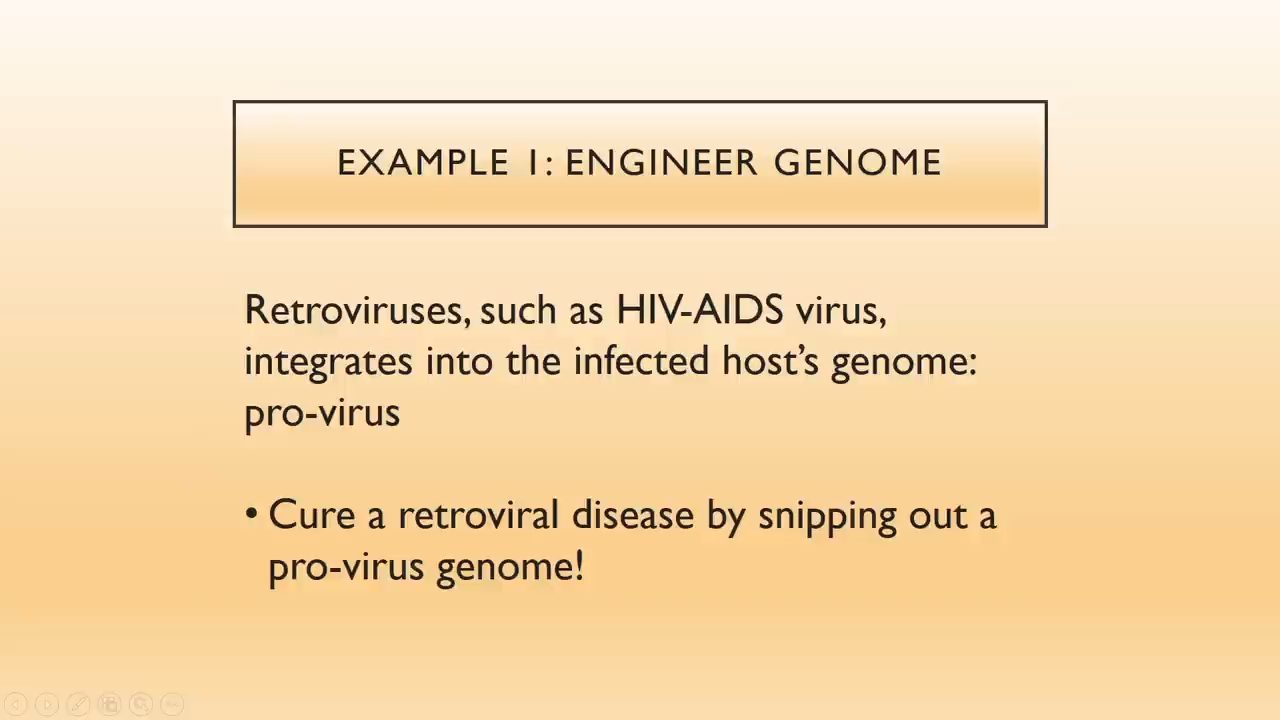 EXAMPLE 1: ENGINEER GENOME
Retroviruses, such as HIV-AIDS virus,
integrates into the infected host’s genome:
pro-virus
• Cure a retroviral disease by snipping out a
pro-virus genome!